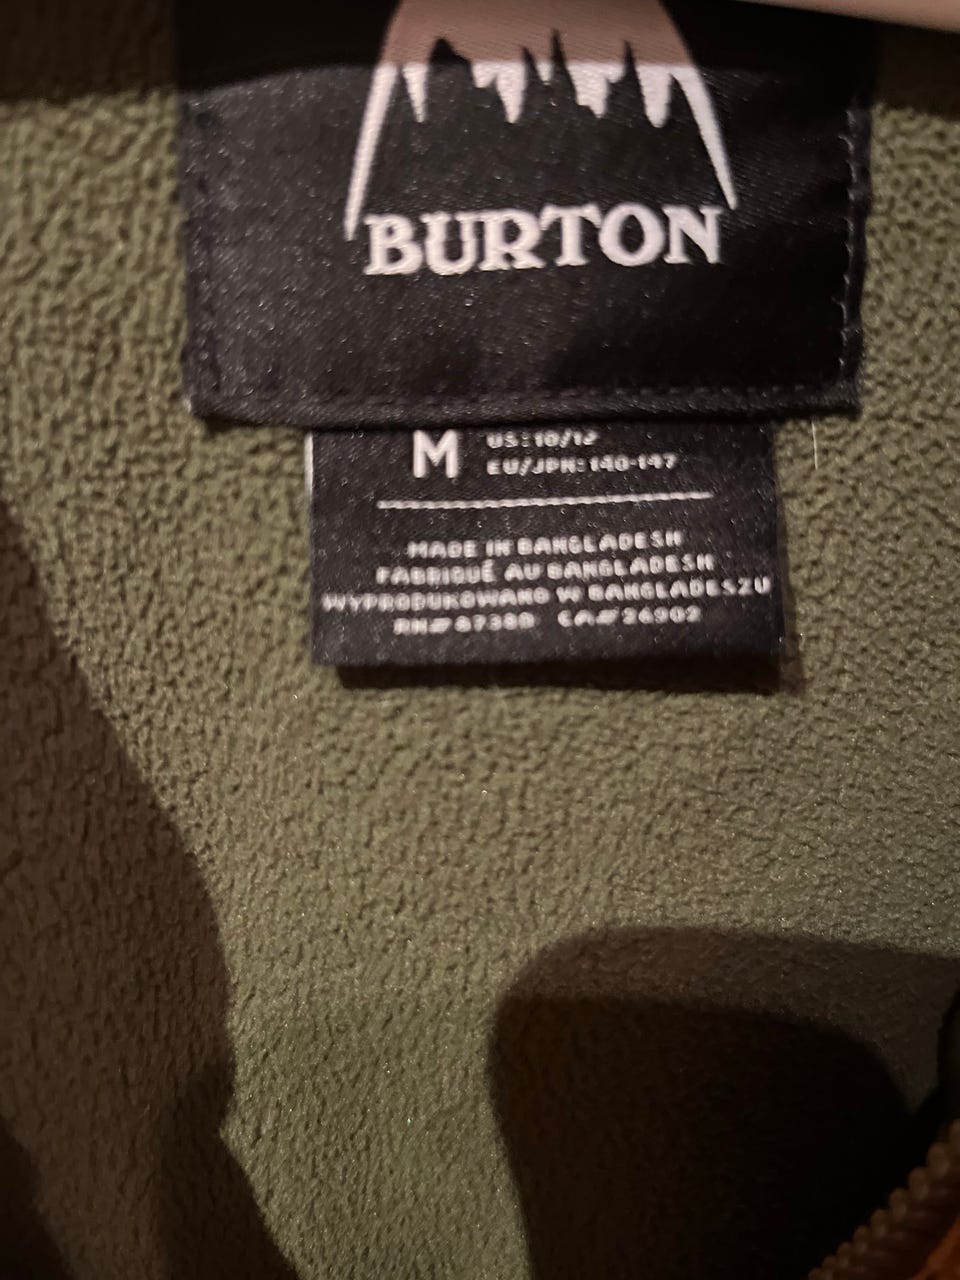 BURTON
M US: 10/12
EU/JPN: 140-147
MADE IN BANGLADESH
FABRIQUÉ AU BANGLADESH
WYPRODUKOWANO W BANGLADESZU
RN# 87380 CA# 26902